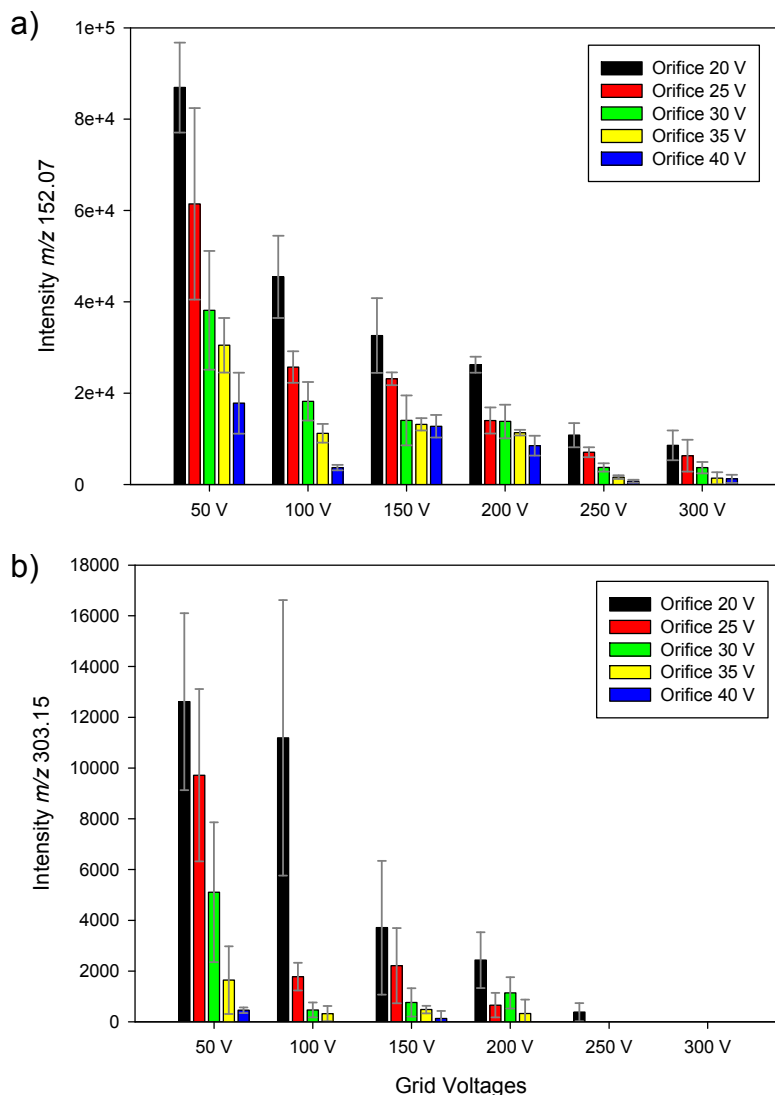 a)
1e+5
8e+4
6e+4
4e+4
2e+4
0
Intensity m/z 152.07
Orifice 20 V
Orifice 25 V
Orifice 30 V
Orifice 35 V
Orifice 40 V
50 V 100 V 150 V 200 V 250 V 300 V
b)
18000
16000
14000
12000
10000
8000
6000
4000
2000
0
Intensity m/z 303.15
Orifice 20 V
Orifice 25 V
Orifice 30 V
Orifice 35 V
Orifice 40 V
50 V 100 V 150 V 200 V 250 V 300 V
Grid Voltages